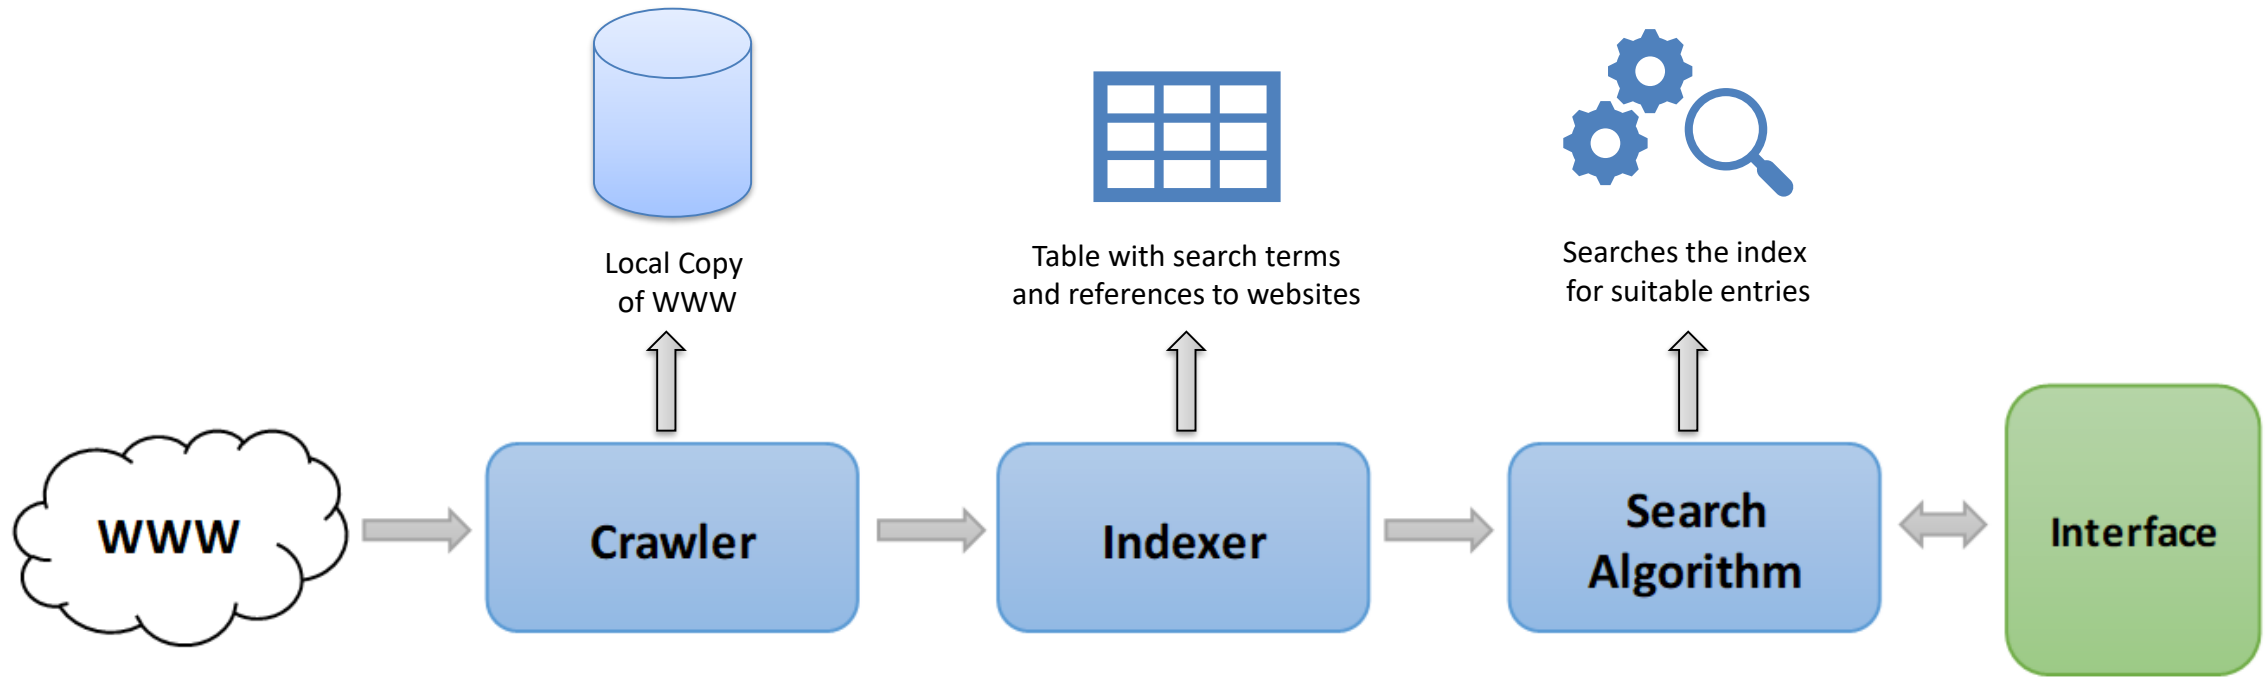 Local Copy
of WWW
Table with search terms
and references to websites
Searches the index
for suitable entries
WWW
Crawler
Indexer
Search
Algorithm
Interface